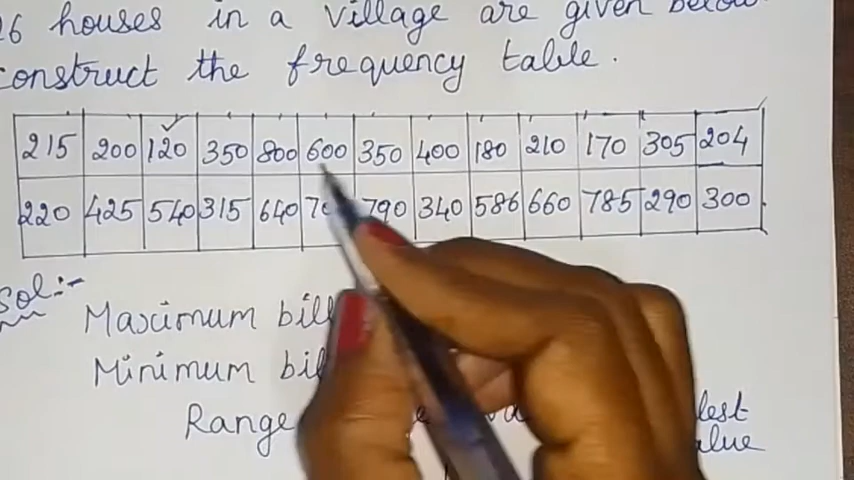 26 houses in a village are given below
construct the frequency table.
215 200 120 350 800 600 350 400 180 210 170 305 204
220 425 540 315 640 790 340 586 660 785 290 300
Sol:-
Maximum bill
Minimum bil
Range